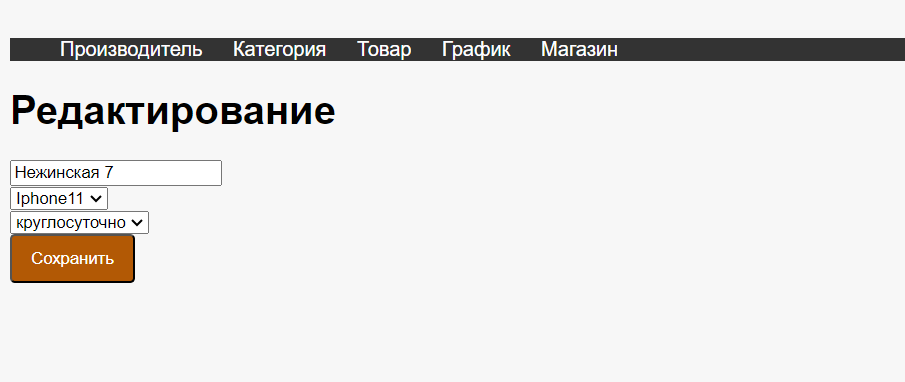 Производитель Категория Товар График Магазин
Редактирование
Нежинская 7
Iphone11
круглосуточно
Сохранить